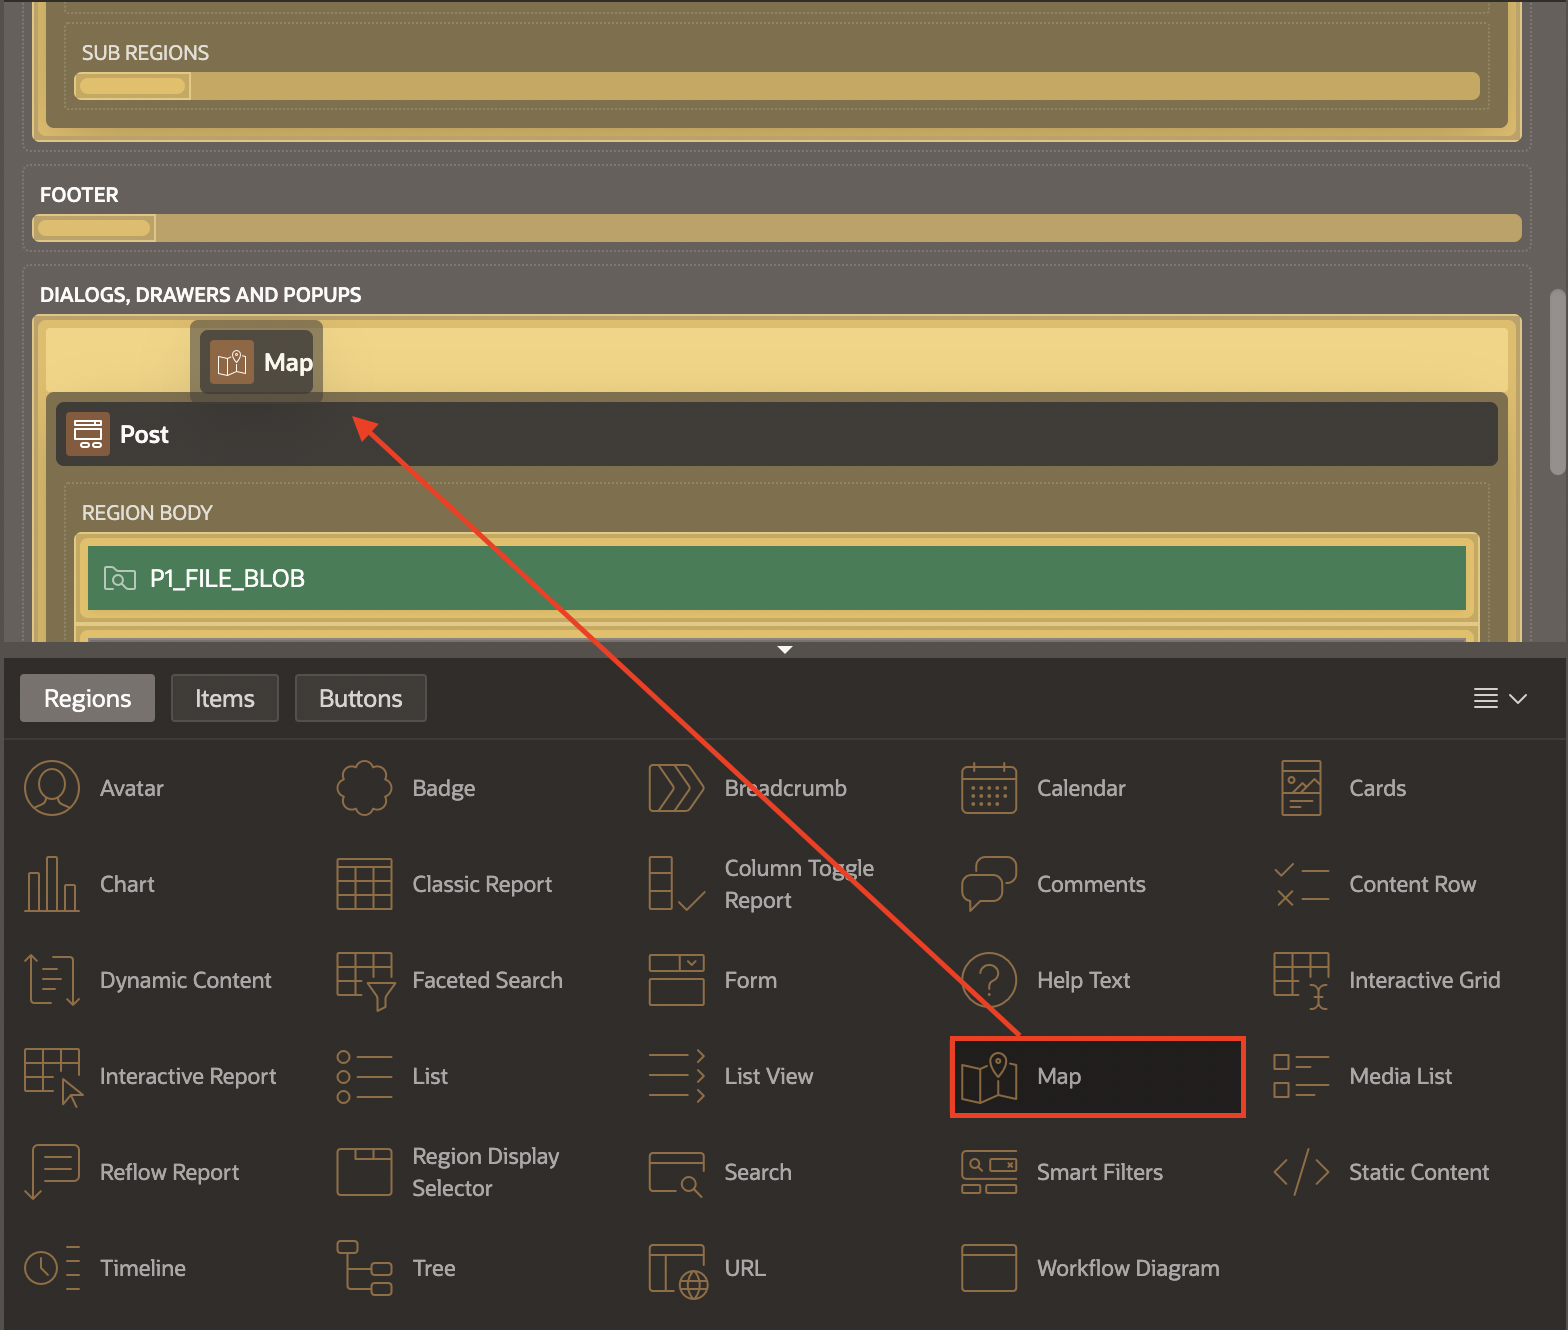 SUB REGIONS
FOOTER
DIALOGS, DRAWERS AND POPUPS
Map
Post
REGION BODY
P1_FILE_BLOB
Regions Items Buttons
Avatar Badge Breadcrumb Calendar Cards
Chart Classic Report Column Toggle Report Comments Content Row
Dynamic Content Faceted Search Form Help Text Interactive Grid
Interactive Report List List View Map Media List
Reflow Report Region Display Selector Search Smart Filters Static Content
Timeline Tree URL Workflow Diagram